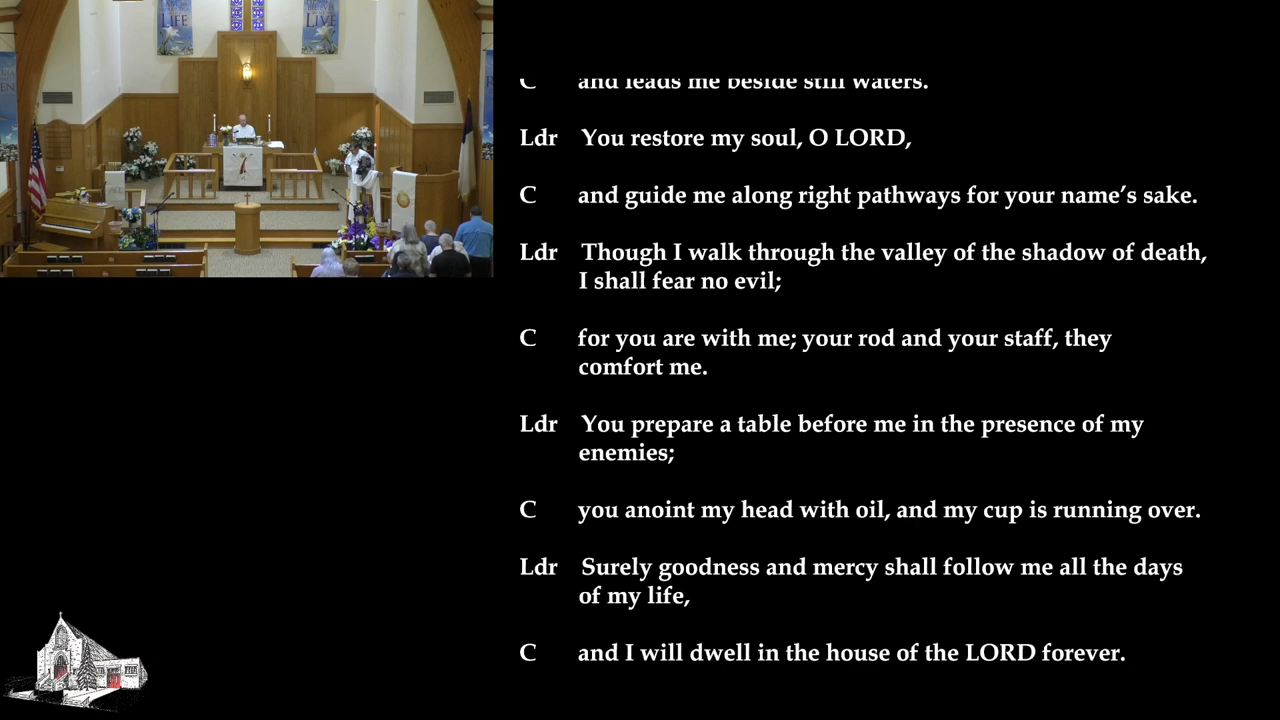 LIFE
LIVE
C and leads me beside still waters.
Ldr You restore my soul, O LORD,
C and guide me along right pathways for your name’s sake.
Ldr Though I walk through the valley of the shadow of death,
I shall fear no evil;
C for you are with me; your rod and your staff, they
comfort me.
Ldr You prepare a table before me in the presence of my
enemies;
C you anoint my head with oil, and my cup is running over.
Ldr Surely goodness and mercy shall follow me all the days
of my life,
C and I will dwell in the house of the LORD forever.